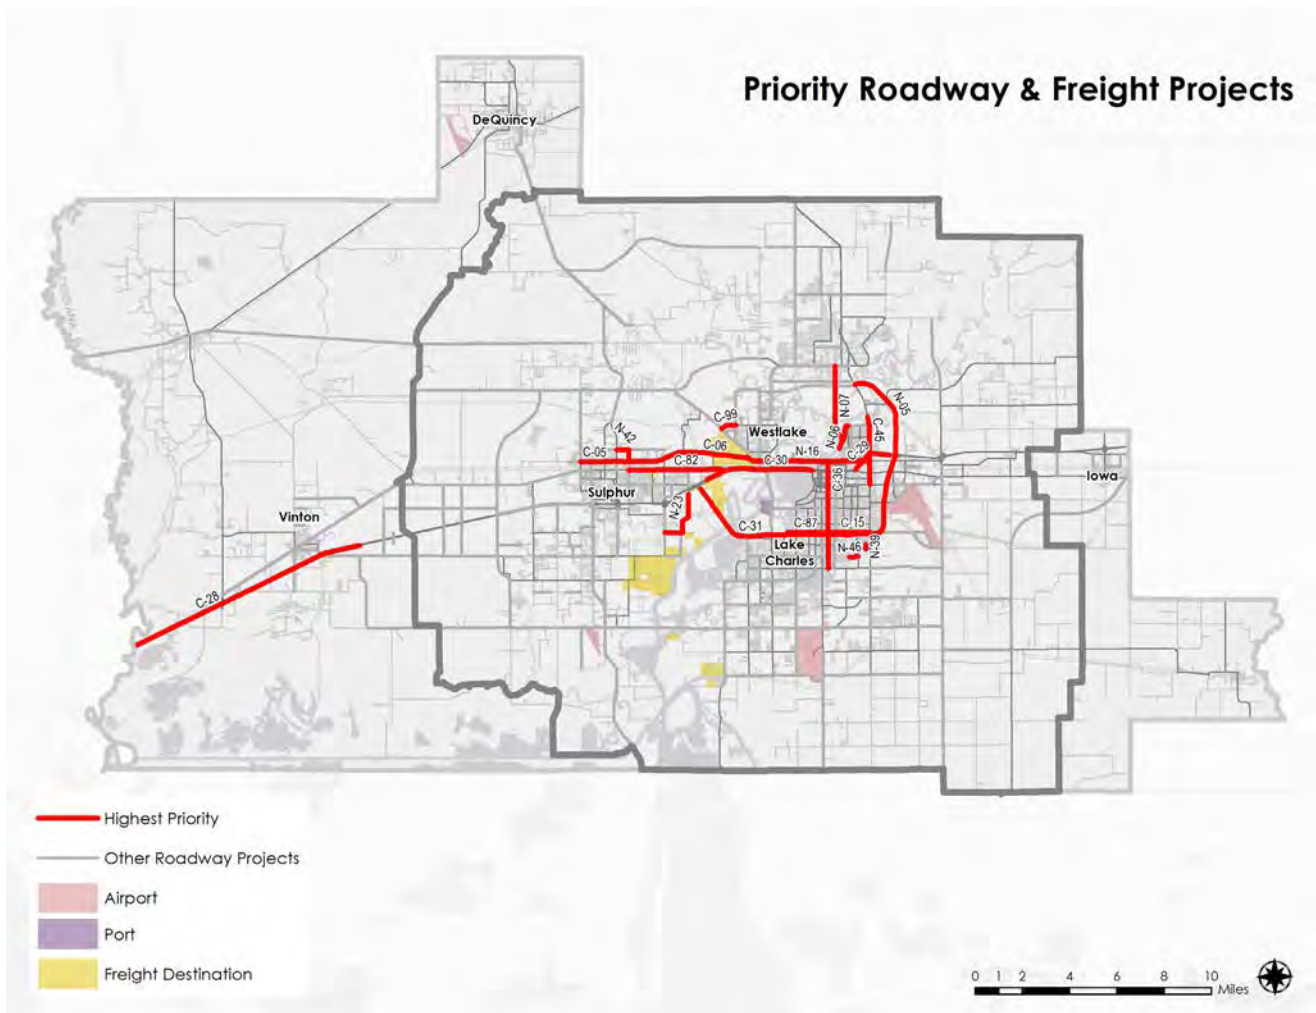 Priority Roadway & Freight Projects
DeQuincy
C-99
Westlake
N-07
N-05
N-42
C-06
N-06
C-45
C-05
C-82
C-30
N-16
C-29
Sulphur
C-36
Iowa
Vinton
N-23
C-31
C-87
C-15
Lake
Charles
N-46
N-39
C-28
Highest Priority
Other Roadway Projects
Airport
Port
Freight Destination
0 1 2 4 6 8 10
Miles